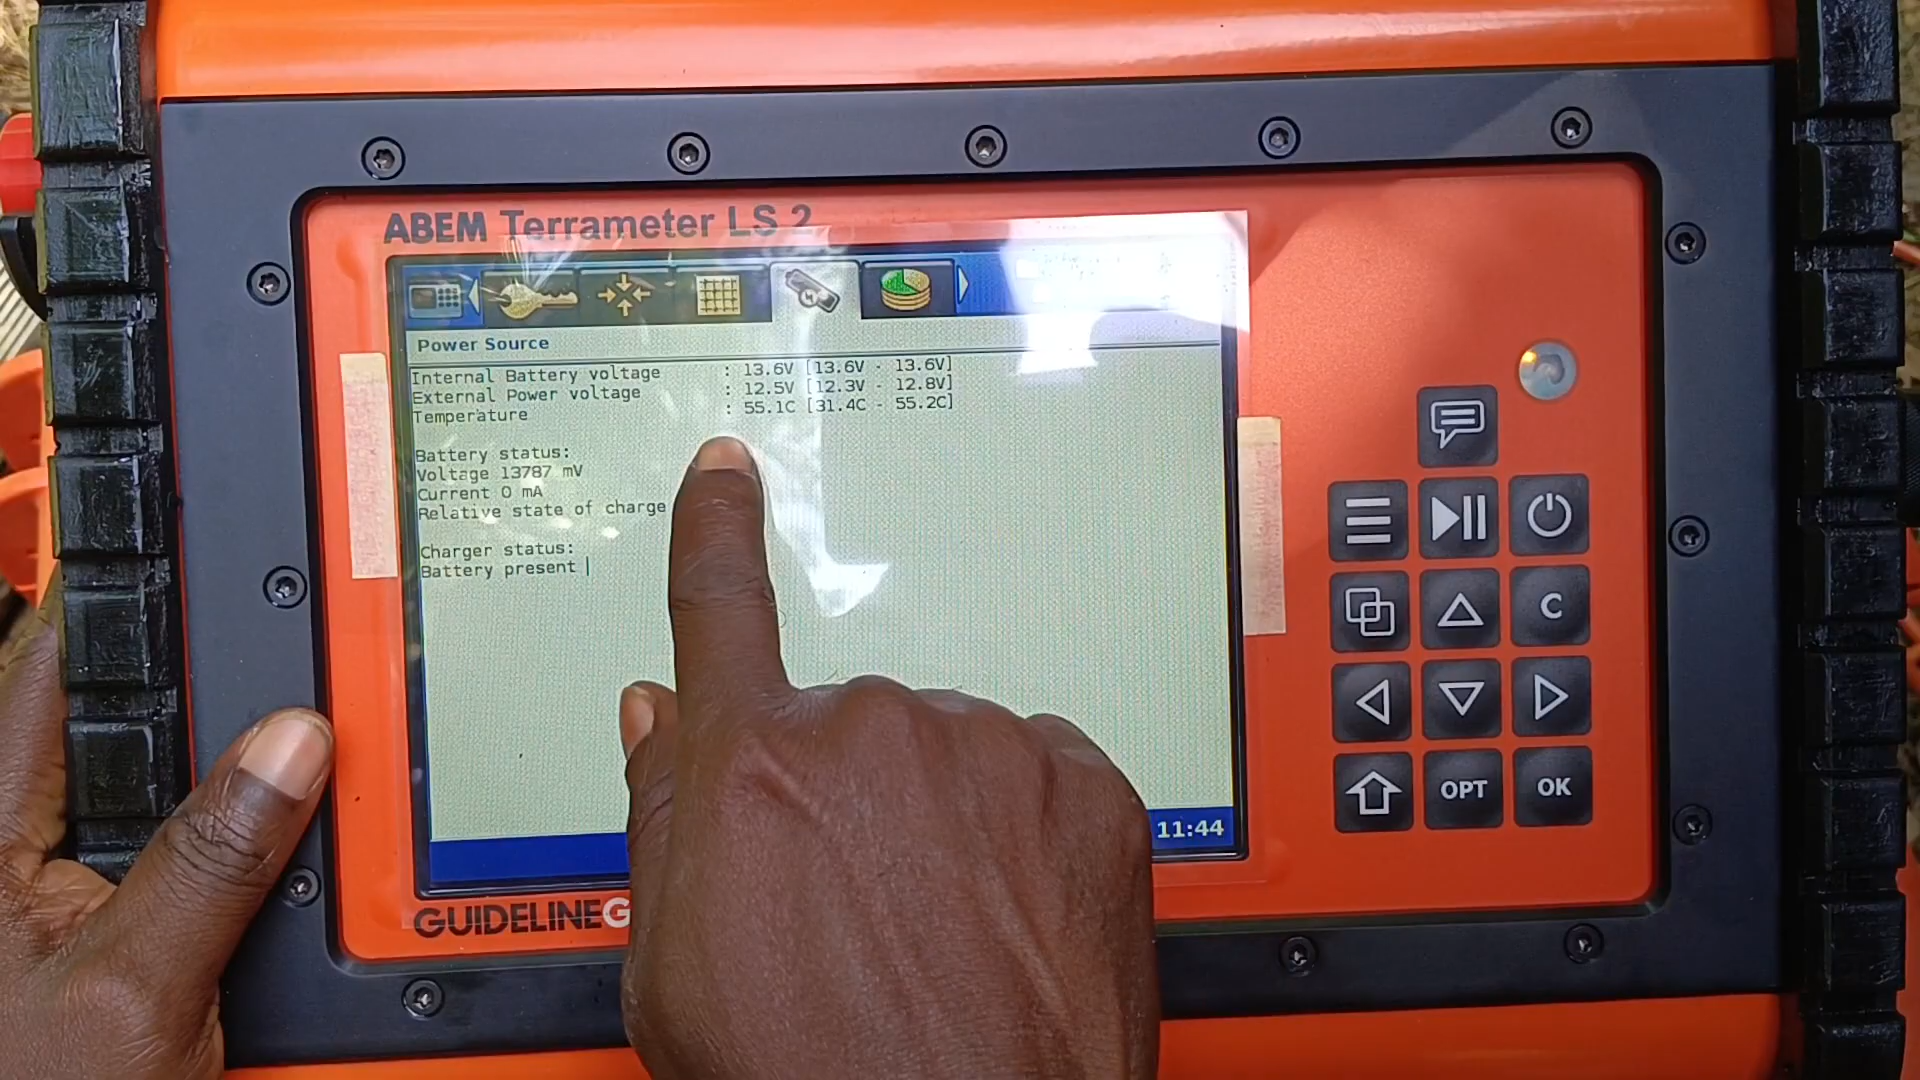 ABEM Terrameter LS 2
Power Source
Internal Battery voltage : 13.6V [13.6V - 13.6V]
External Power voltage : 12.5V [12.3V - 12.8V]
Temperature : 55.1C [31.4C - 55.2C]
Battery status:
Voltage 13787 mV
Current 0 mA
Relative state of charge
Charger status:
Battery present |
11:44
GUIDELINEG
C
OPT
OK